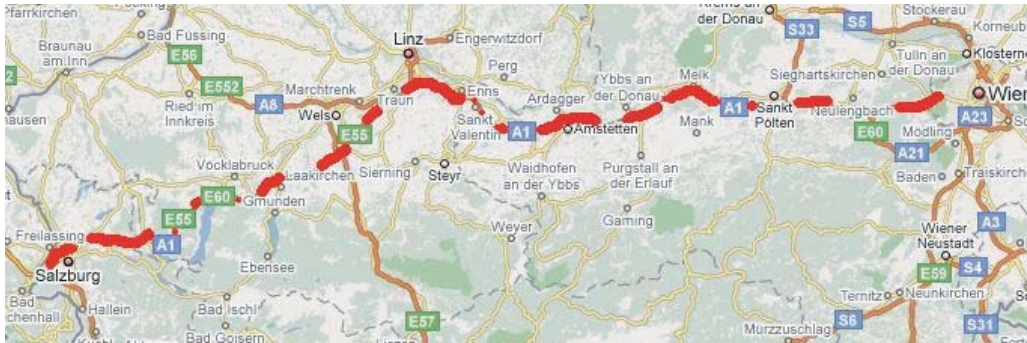 Pfarrkirchen
Braunau
am Inn
Bad Füssing
E56
E552
Ried im
Innkreis
A8
Marchtrenk
Wels
Linz
Engerwitzdorf
Perg
Traun
Enns
Sankt
Valentin
A1
Ardagger
Amstetten
Ybbs an
der Donau
Melk
Mank
A1
Krems an
der Donau
S33
S5
Stockerau
Korneub
Klosterne
Tulln an
der Donau
Sieghartskirchen
Sankt
Pölten
Neulengbach
E60
A21
Mödling
Wien
A23
Baden
Traiskirchen
Vöcklabruck
E55
Laakirchen
Sierning
Steyr
Waidhofen
an der Ybbs
Purgstall an
der Erlauf
E60
Gmunden
E55
A1
Freilassing
Salzburg
Ebensee
Weyer
Gaming
Wiener
Neustadt
A3
E59
S4
Ternitz
Neunkirchen
S6
S31
Mürzzuschlag
Bad
Hallein
Bad Ischl
Bad Goisern
E57